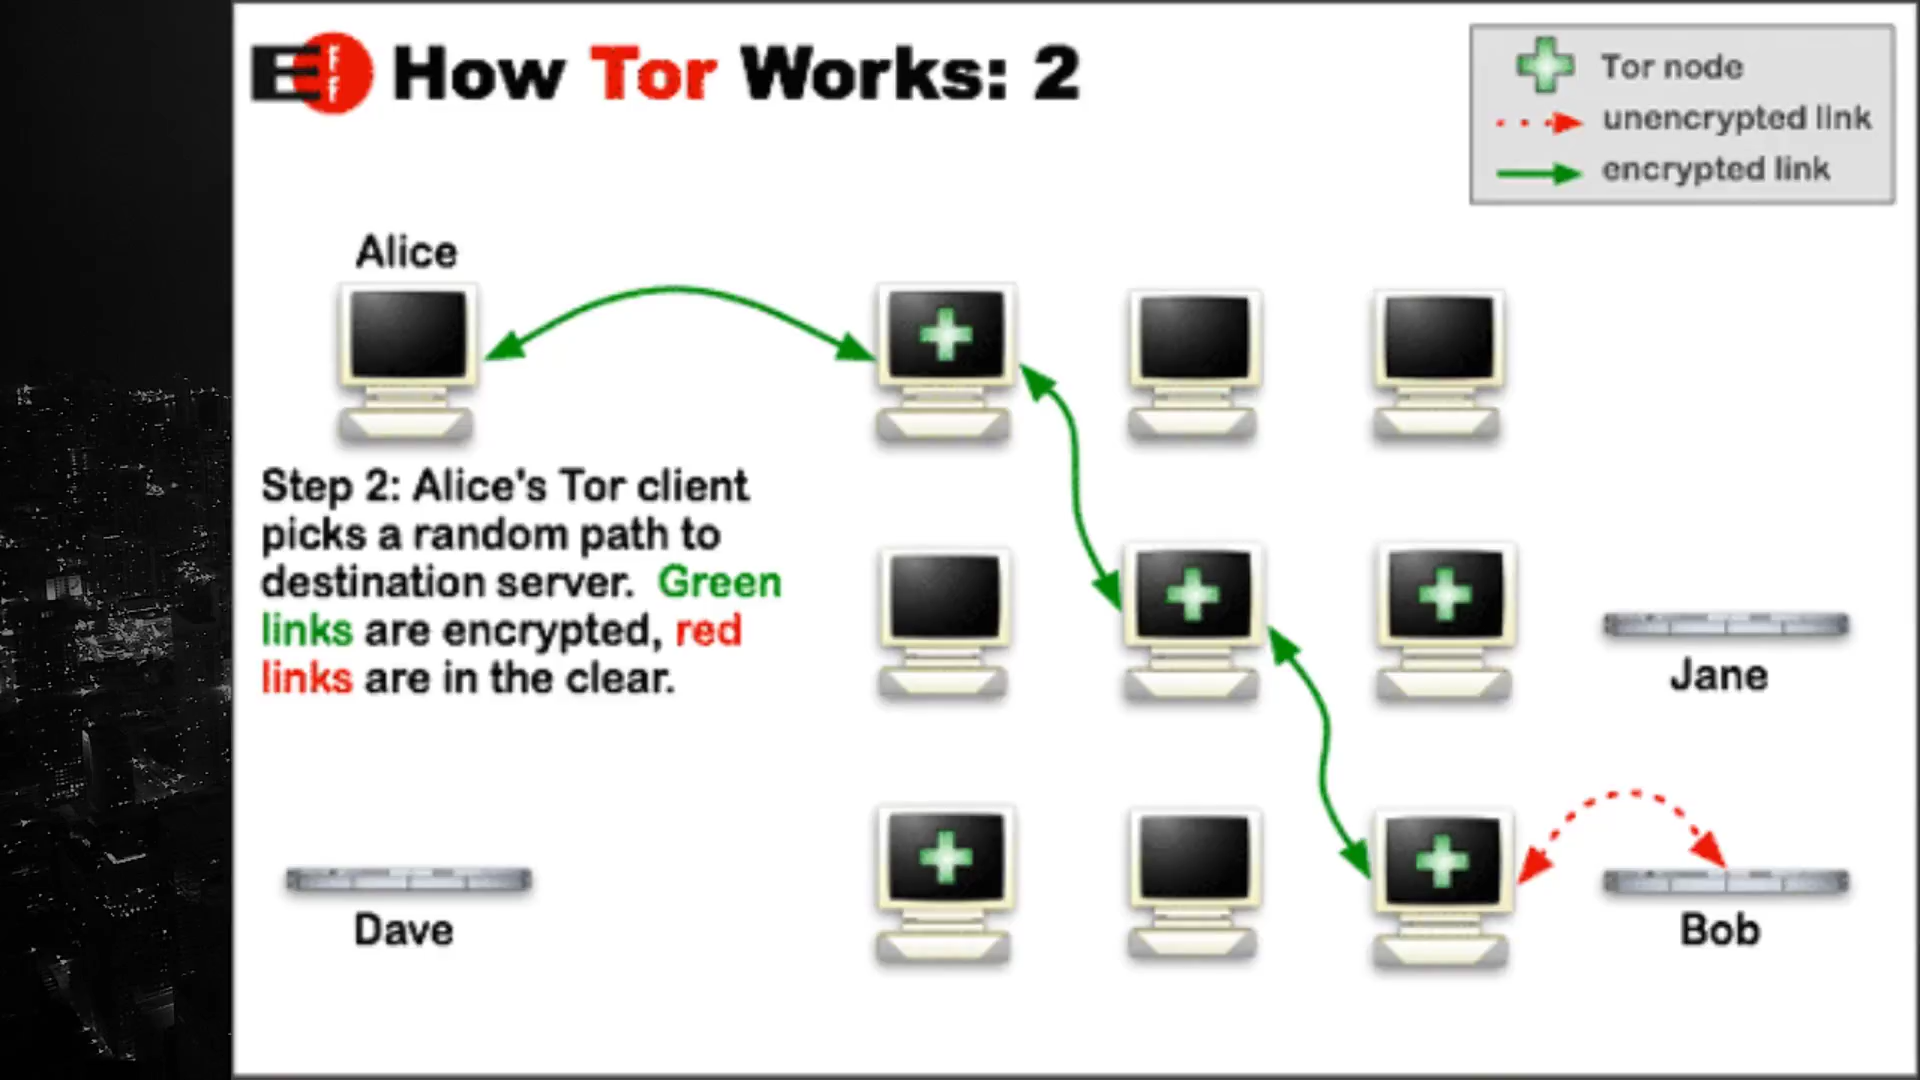 EFF How Tor Works: 2
Tor node
unencrypted link
encrypted link
Alice
Step 2: Alice's Tor client
picks a random path to
destination server. Green
links are encrypted, red
links are in the clear.
Jane
Dave
Bob